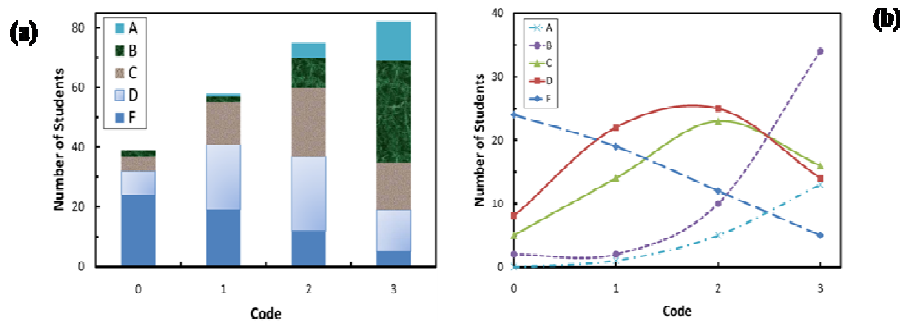 (a)
Number of Students
80
60
40
20
0
A
B
C
D
F
0 1 2 3
Code
(b)
Number of Students
40
30
20
10
0
A
B
C
D
F
0 1 2 3
Code